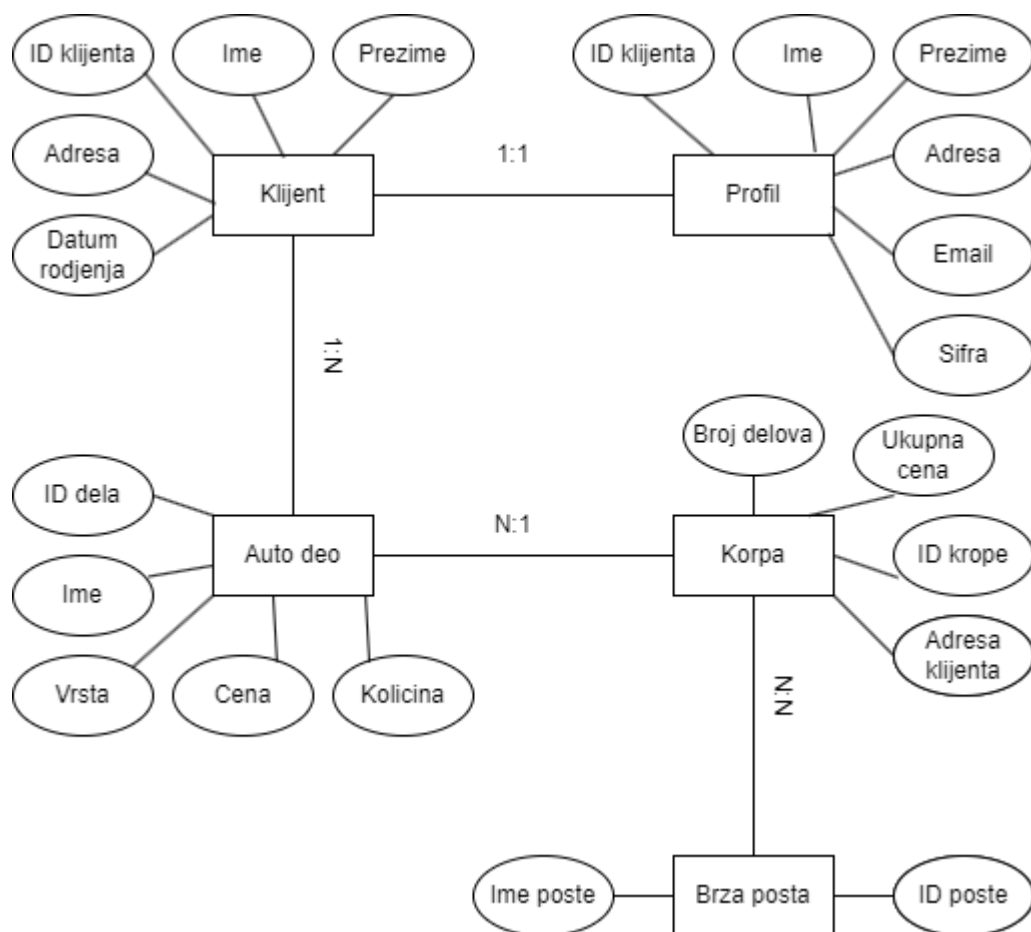 ID klijenta
Ime
Prezime
ID klijenta
Ime
Prezime
Adresa
Klijent
1:1
Profil
Adresa
Datum
rodjenja
Email
1:N
Sifra
Broj delova
Ukupna
cena
ID dela
Auto deo
N:1
Korpa
ID krope
Ime
Adresa
klijenta
Vrsta
Cena
Kolicina
N:N
Ime poste
Brza posta
ID poste